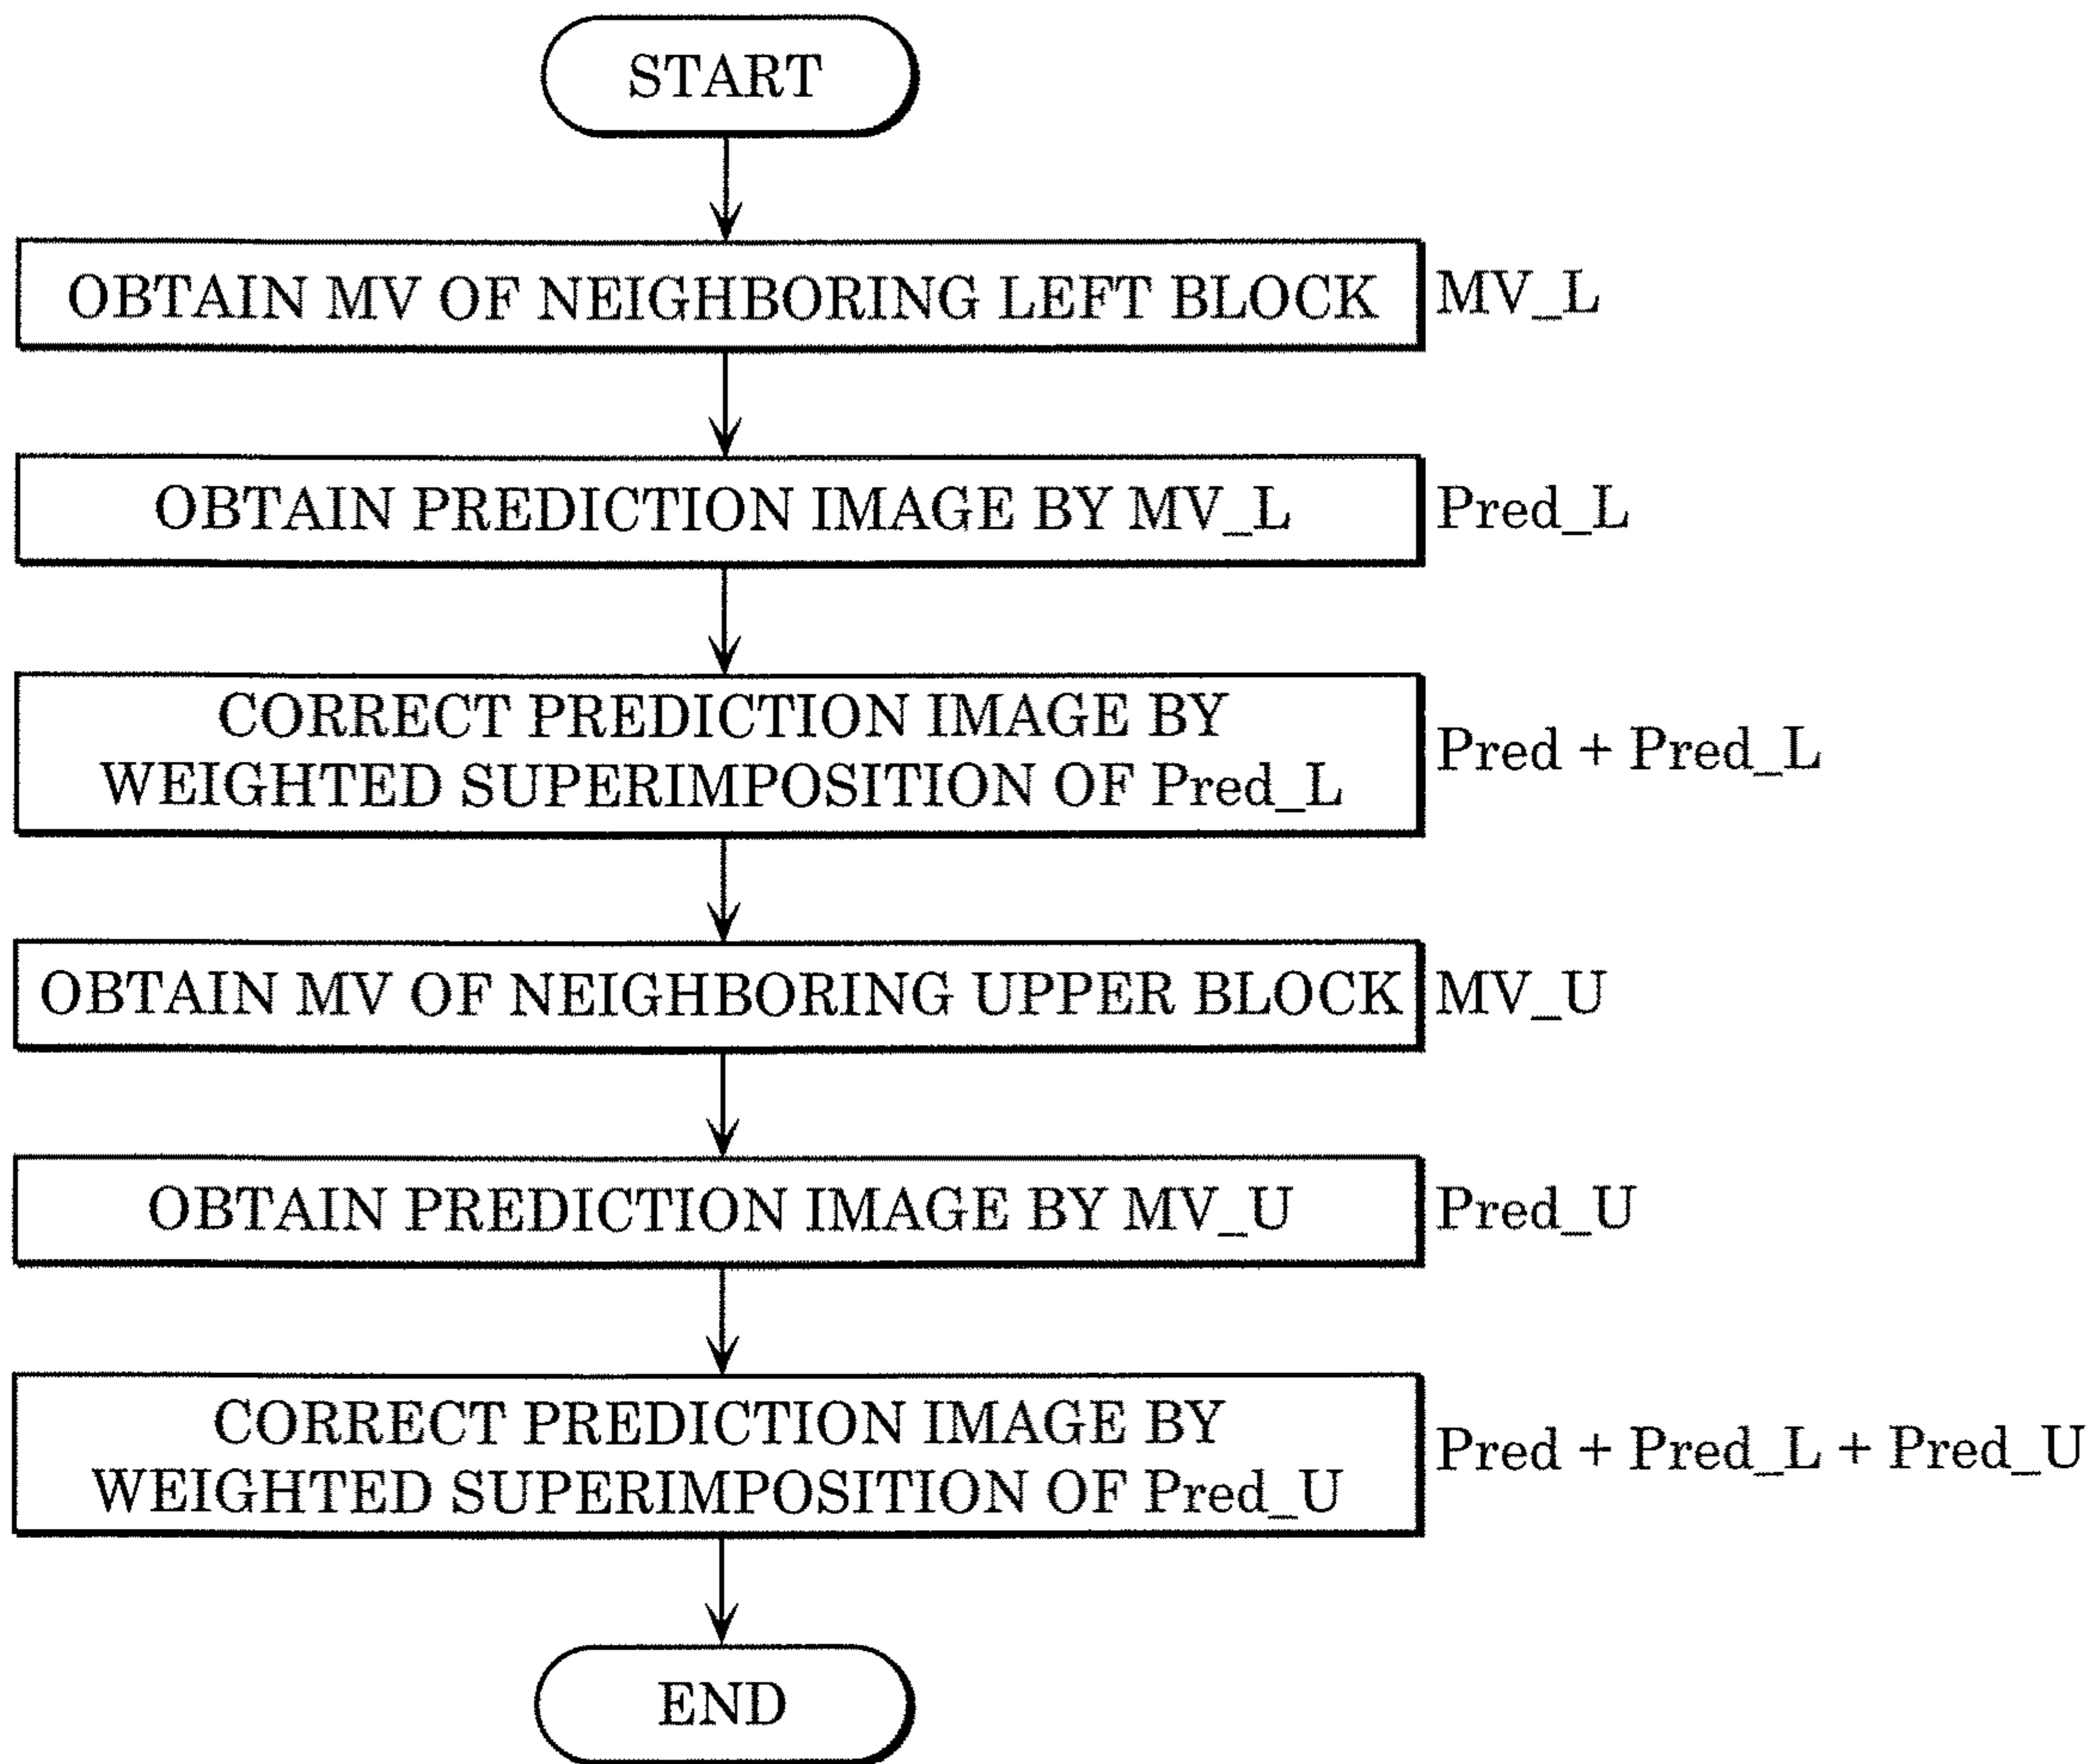 START
OBTAIN MV OF NEIGHBORING LEFT BLOCK MV_L
OBTAIN PREDICTION IMAGE BY MV_L Pred_L
CORRECT PREDICTION IMAGE BY
WEIGHTED SUPERIMPOSITION OF Pred_L
Pred + Pred_L
OBTAIN MV OF NEIGHBORING UPPER BLOCK MV_U
OBTAIN PREDICTION IMAGE BY MV_U Pred_U
CORRECT PREDICTION IMAGE BY
WEIGHTED SUPERIMPOSITION OF Pred_U
Pred + Pred_L + Pred_U
END